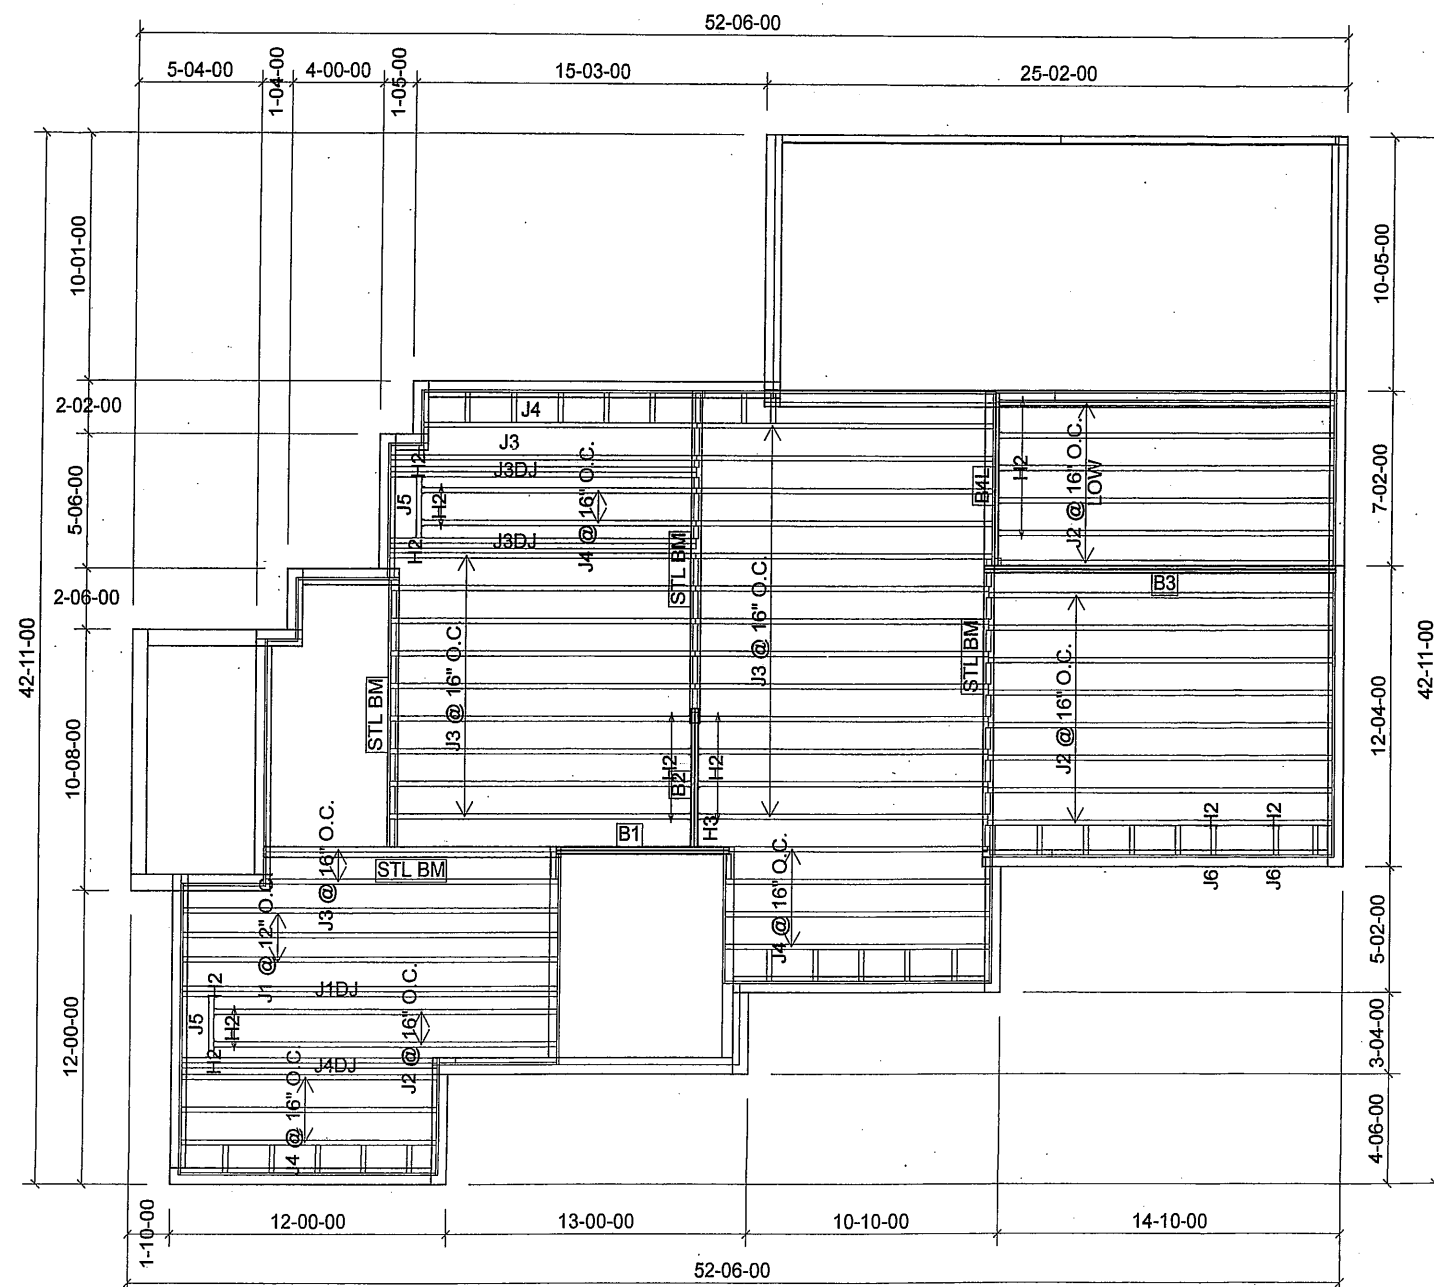 52-06-00
5-04-00
1-04-00
4-00-00
1-05-00
15-03-00
25-02-00
10-01-00
10-05-00
2-02-00
J4
J3
H2
J3DJ
J4 @ 16" O.C.
J5
H2
H2
J3DJ
5-06-00
B4L
H2
J2 @ 16" O.C.
LOW
7-02-00
STL BM
J3 @ 16" O.C.
B3
2-06-00
42-11-00
42-11-00
STL BM
J3 @ 16" O.C.
STL BM
J2 @ 16" O.C.
12-04-00
10-08-00
H2
B2
H2
H2
H2
B1
H3
J3 @ 16" O.C.
STL BM
J6
J6
J4 @ 16" O.C.
J1 @ 12" O.C.
5-02-00
J1DJ
H2
J5
H2
H2
J2 @ 16" O.C.
J4DJ
12-00-00
3-04-00
J4 @ 16" O.C.
4-06-00
1-10-00
12-00-00
13-00-00
10-10-00
14-10-00
52-06-00